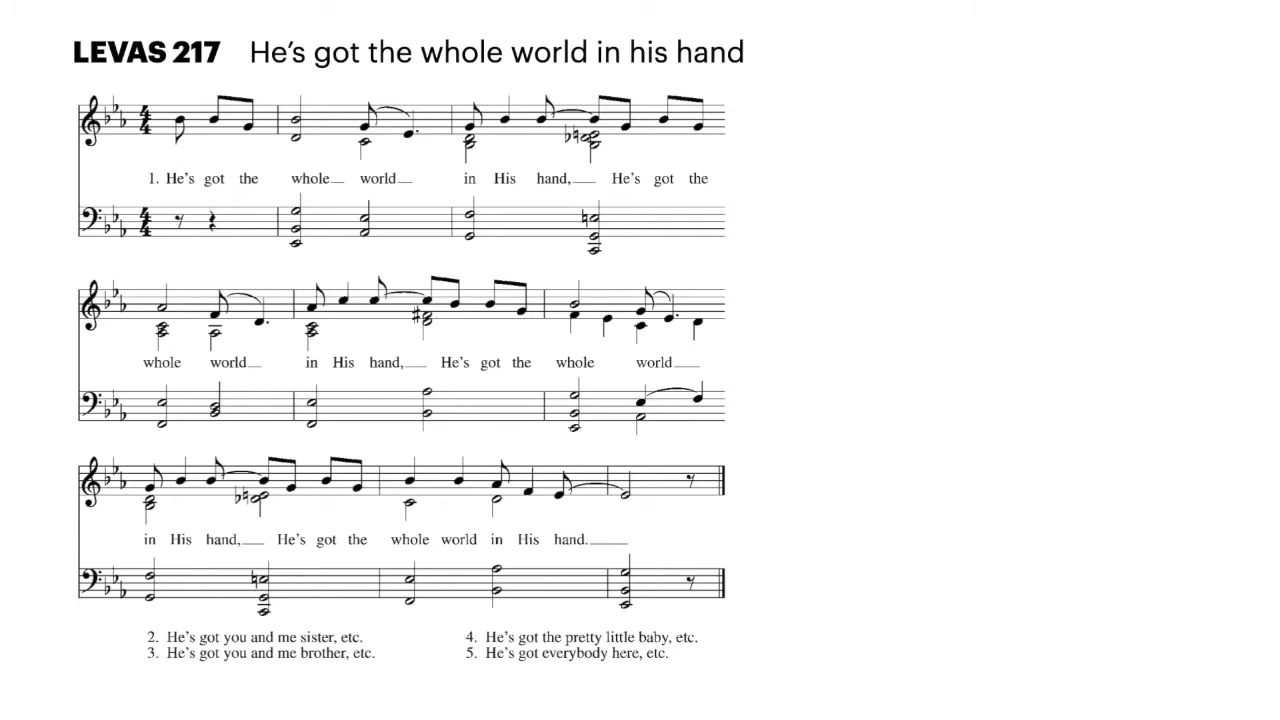 LEVAS 217 He's got the whole world in his hand
1. He's got the whole world in His hand, He's got the
whole world in His hand, He's got the whole world
in His hand, He's got the whole world in His hand.
2. He's got you and me sister, etc.
3. He's got you and me brother, etc.
4. He's got the pretty little baby, etc.
5. He's got everybody here, etc.